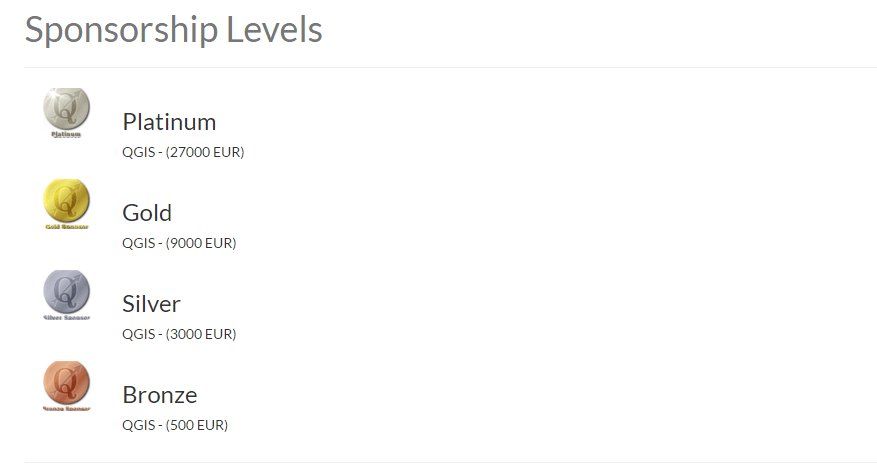 Sponsorship Levels
Platinum
Platinum
QGIS - (27000 EUR)
Gold Sponsor
Gold
QGIS - (9000 EUR)
Silver Sponsor
Silver
QGIS - (3000 EUR)
Bronze Sponsor
Bronze
QGIS - (500 EUR)